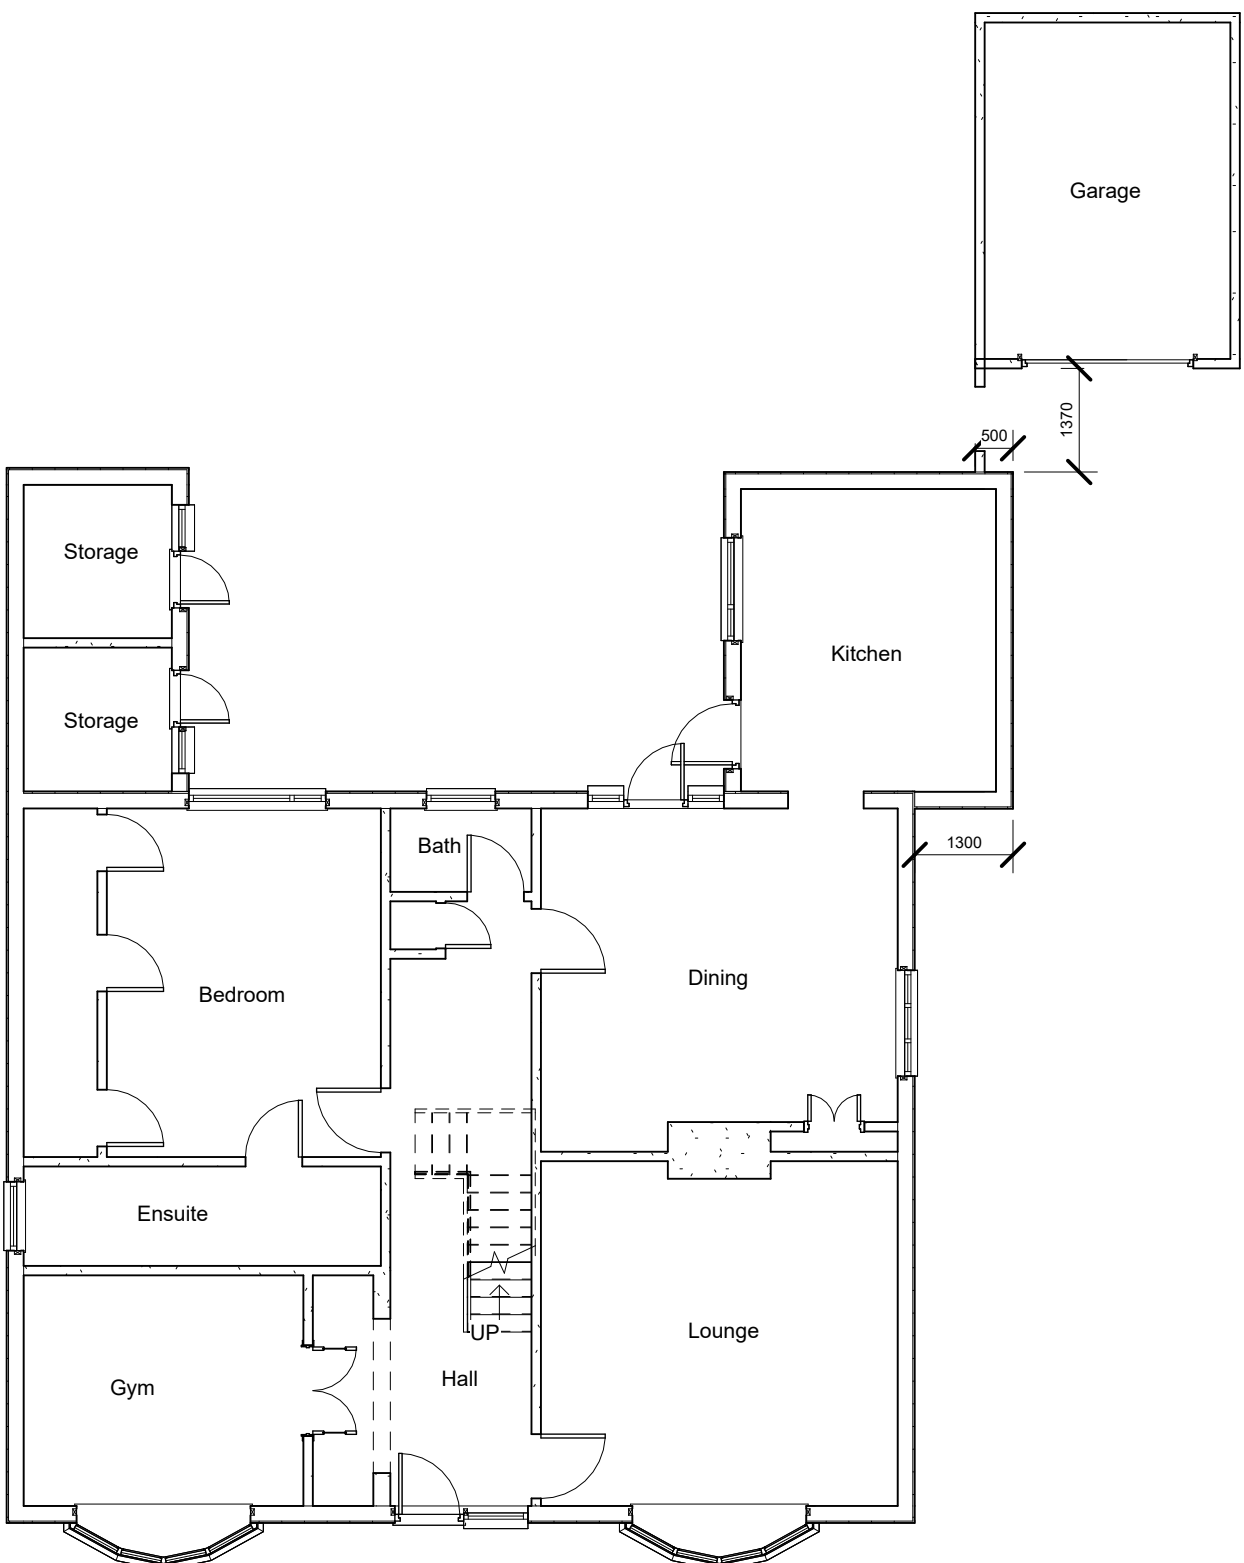 Garage
1370
500
Storage
Kitchen
Storage
1300
Bath
Dining
Bedroom
Ensuite
UP
Lounge
Hall
Gym